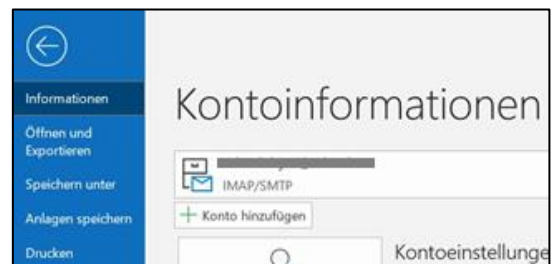 Informationen
Kontoinformationen
Öffnen und
Exportieren
Speichern unter
IMAP/SMTP
Anlagen speichern
Konto hinzufügen
Drucken
Kontoeinstellunge